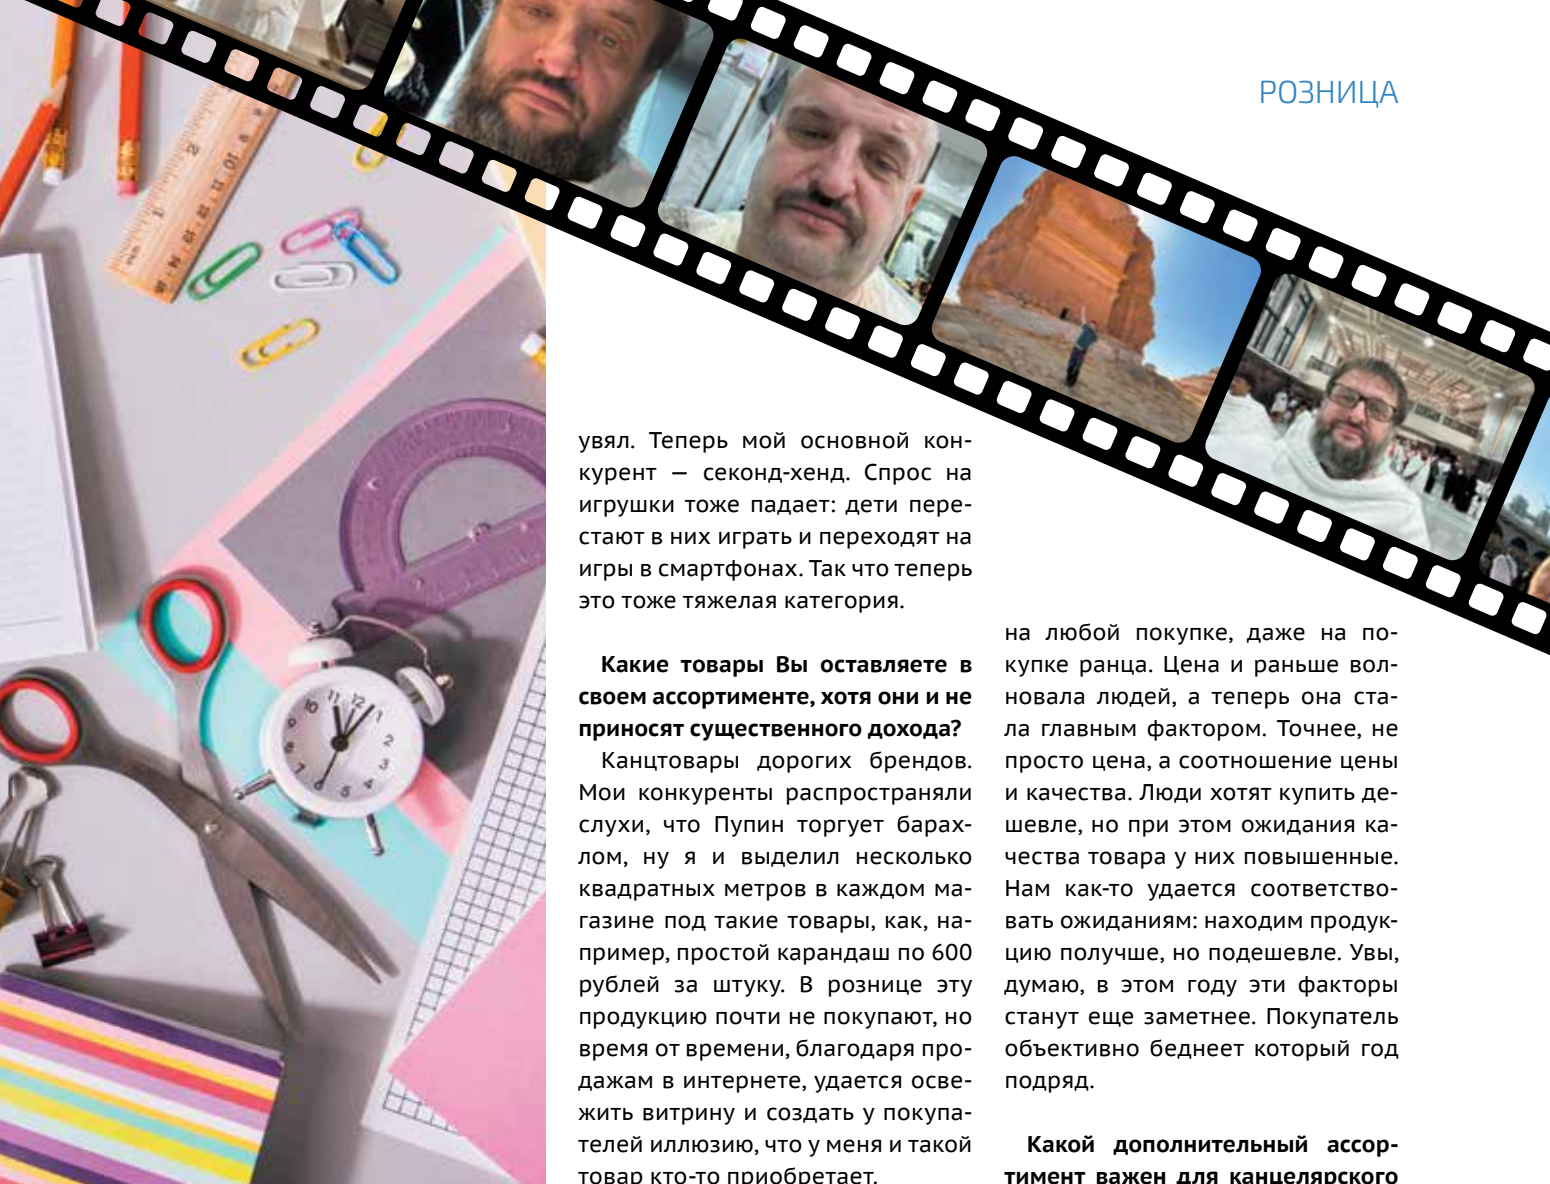 РОЗНИЦА
увял. Теперь мой основной кон-
курент — секонд-хенд. Спрос на
игрушки тоже падает: дети пере-
стают в них играть и переходят на
игры в смартфонах. Так что теперь
это тоже тяжелая категория.
Какие товары Вы оставляете в
своем ассортименте, хотя они и не
приносят существенного дохода?
Канцтовары дорогих брендов.
Мои конкуренты распространяли
слухи, что Пупин торгует барах-
лом, ну я и выделил несколько
квадратных метров в каждом ма-
газине под такие товары, как, на-
пример, простой карандаш по 600
рублей за штуку. В рознице эту
продукцию почти не покупают, но
время от времени, благодаря про-
дажам в интернете, удается осве-
жить витрину и создать у покупа-
телей иллюзию, что у меня и такой
товар кто-то приобретает.
на любой покупке, даже на по-
купке ранца. Цена и раньше вол-
новала людей, а теперь она ста-
ла главным фактором. Точнее, не
просто цена, а соотношение цены
и качества. Люди хотят купить де-
шевле, но при этом ожидания ка-
чества товара у них повышенные.
Нам как-то удается соответство-
вать ожиданиям: находим продук-
цию получше, но подешевле. Увы,
думаю, в этом году эти факторы
станут еще заметнее. Покупатель
объективно беднеет который год
подряд.
Какой дополнительный ассор-
тимент важен для канцелярского